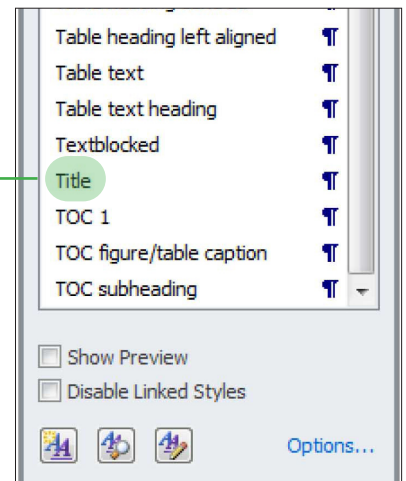 Table heading left aligned ¶
Table text ¶
Table text heading ¶
Textblocked ¶
Title ¶
TOC 1 ¶
TOC figure/table caption ¶
TOC subheading ¶
Show Preview
Disable Linked Styles
Options...